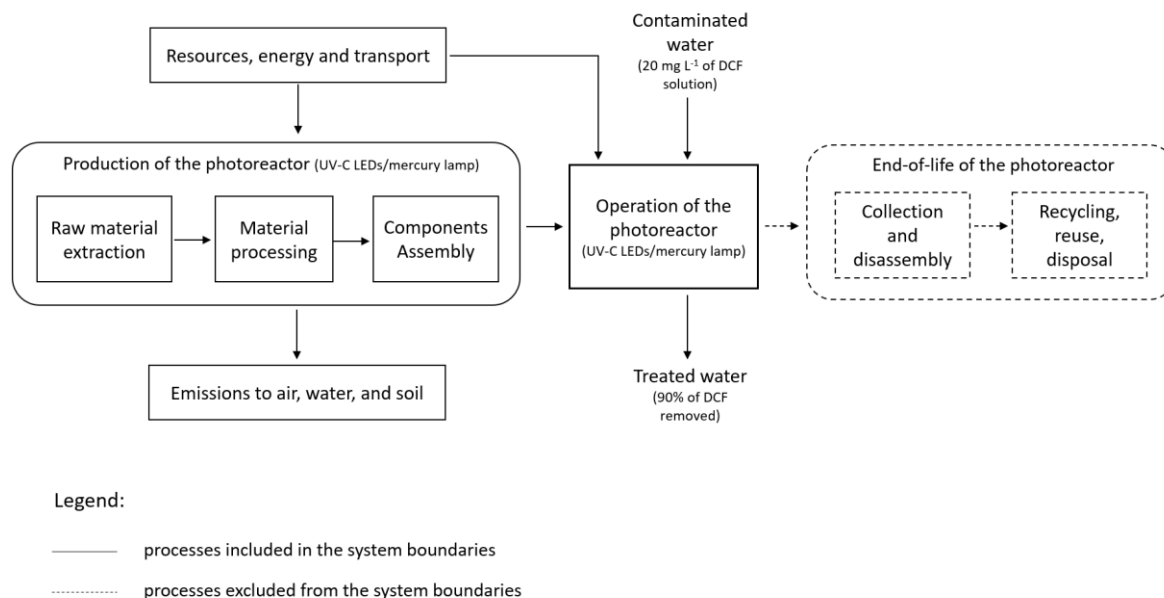 Resources, energy and transport
Contaminated
water
(20 mg L⁻¹ of DCF
solution)
Production of the photoreactor (UV-C LEDs/mercury lamp)
Raw material
extraction
Material
processing
Components
Assembly
Operation of the
photoreactor
(UV-C LEDs/mercury lamp)
End-of-life of the photoreactor
Collection
and
disassembly
Recycling,
reuse,
disposal
Emissions to air, water, and soil
Treated water
(90% of DCF
removed)
Legend:
processes included in the system boundaries
processes excluded from the system boundaries